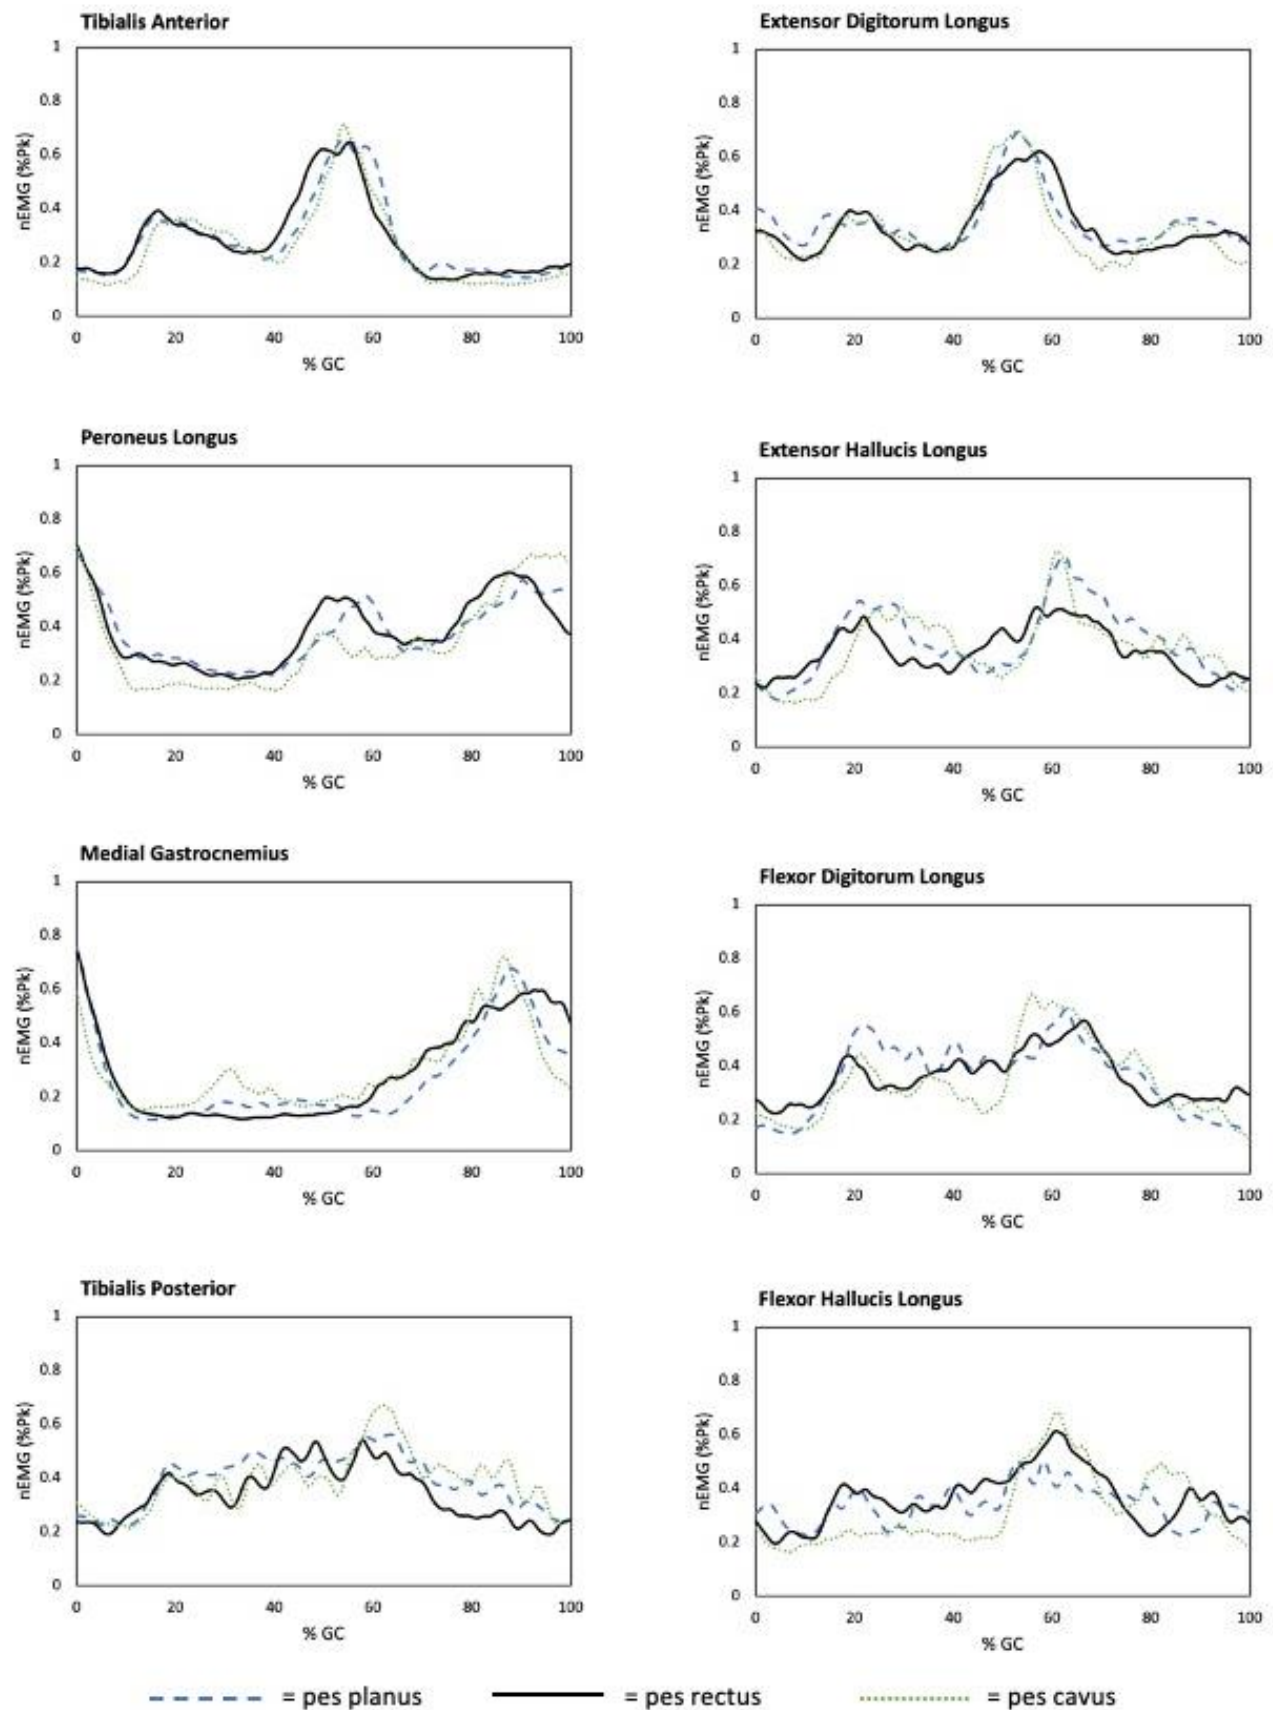 Tibialis Anterior
nEMG (%Pk)
1
0.8
0.6
0.4
0.2
0
0 20 40 60 80 100
% GC
Extensor Digitorum Longus
nEMG (%Pk)
1
0.8
0.6
0.4
0.2
0
0 20 40 60 80 100
% GC
Peroneus Longus
nEMG (%Pk)
1
0.8
0.6
0.4
0.2
0
0 20 40 60 80 100
% GC
Extensor Hallucis Longus
nEMG (%Pk)
1
0.8
0.6
0.4
0.2
0
0 20 40 60 80 100
% GC
Medial Gastrocnemius
nEMG (%Pk)
1
0.8
0.6
0.4
0.2
0
0 20 40 60 80 100
% GC
Flexor Digitorum Longus
nEMG (%Pk)
1
0.8
0.6
0.4
0.2
0
0 20 40 60 80 100
% GC
Tibialis Posterior
nEMG (%Pk)
1
0.8
0.6
0.4
0.2
0
0 20 40 60 80 100
% GC
Flexor Hallucis Longus
nEMG (%Pk)
1
0.8
0.6
0.4
0.2
0
0 20 40 60 80 100
% GC
= pes planus = pes rectus = pes cavus